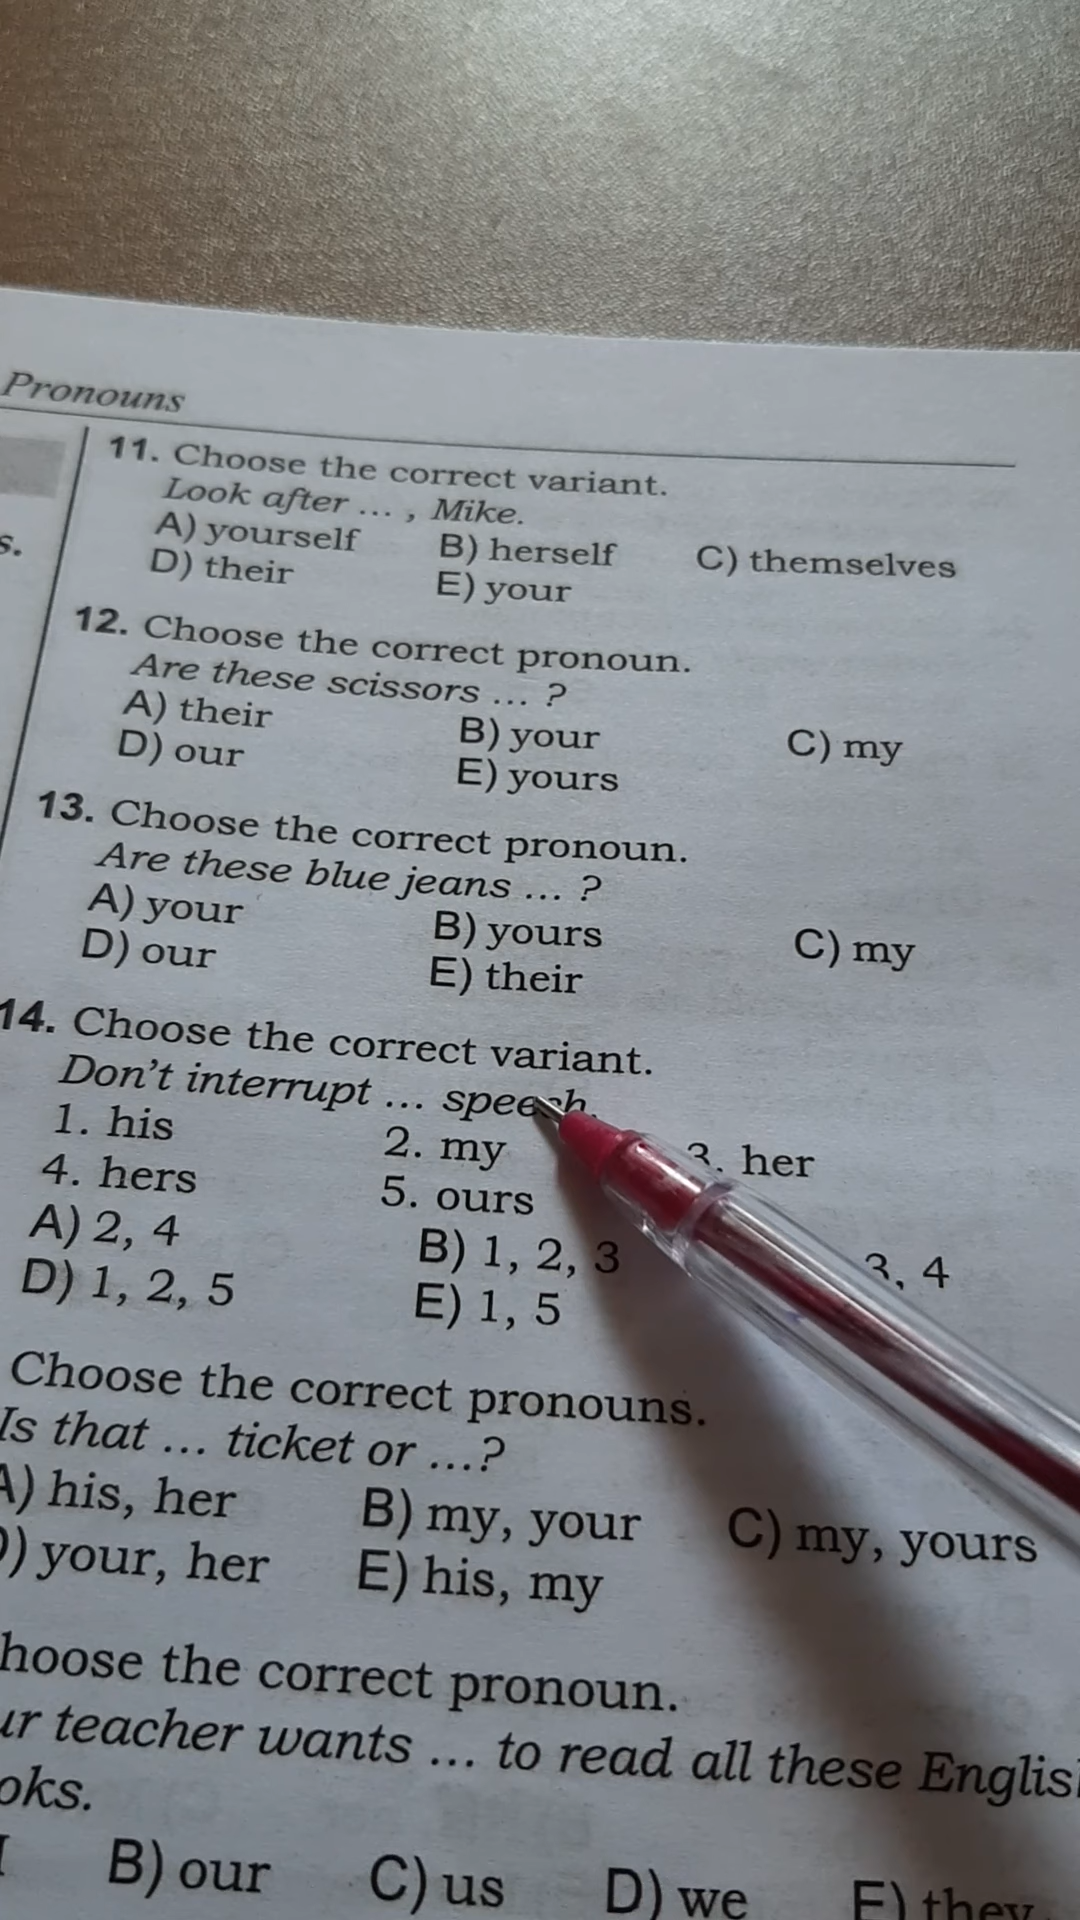 Pronouns
s.
11. Choose the correct variant.
Look after ... , Mike.
A) yourself B) herself C) themselves
D) their E) your
12. Choose the correct pronoun.
Are these scissors ... ?
A) their B) your C) my
D) our E) yours
13. Choose the correct pronoun.
Are these blue jeans ... ?
A) your B) yours C) my
D) our E) their
14. Choose the correct variant.
Don't interrupt ... speech.
1. his 2. my 3. her
4. hers 5. ours
A) 2, 4 B) 1, 2, 3 3, 4
D) 1, 2, 5 E) 1, 5
Choose the correct pronouns.
Is that ... ticket or ...?
A) his, her B) my, your C) my, yours
D) your, her E) his, my
hoose the correct pronoun.
ur teacher wants ... to read all these Englis
oks.
B) our C) us D) we E) they